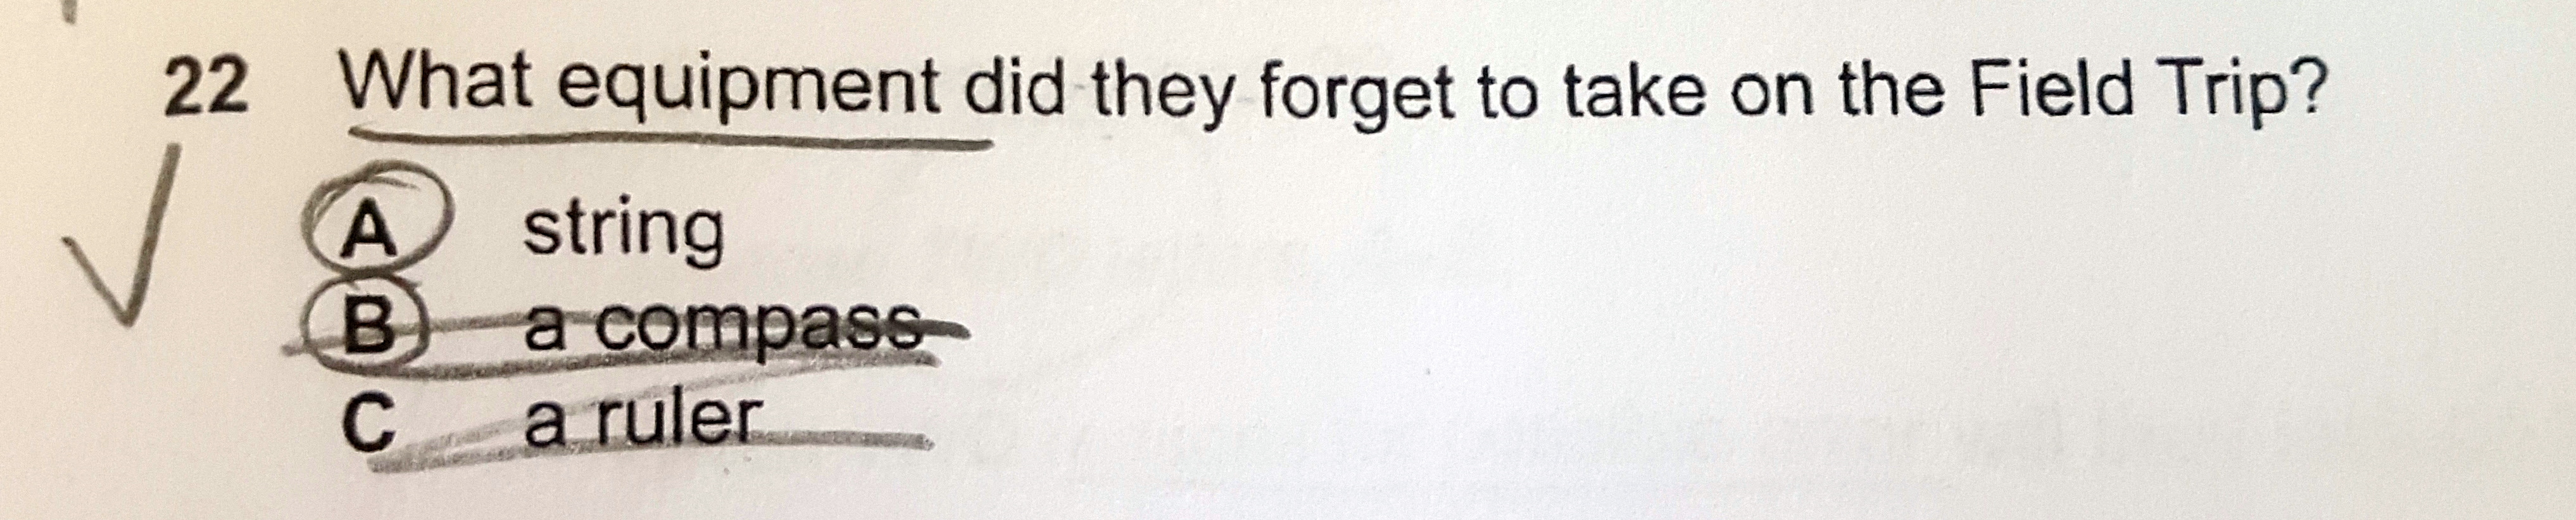 22 What equipment did they forget to take on the Field Trip?
A string
B a compass
C a ruler